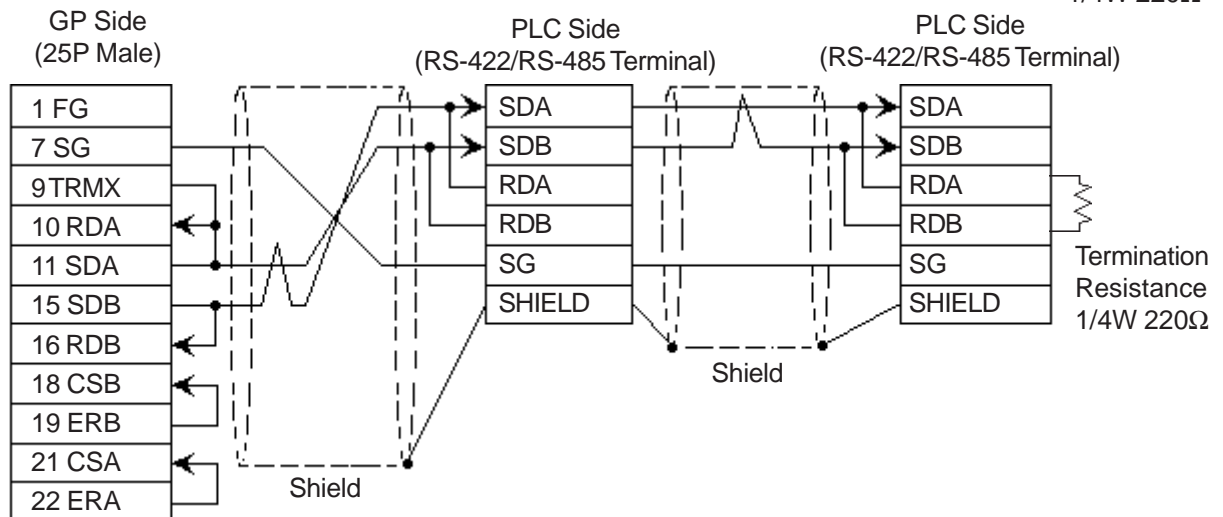 1/4W 220Ω
GP Side
(25P Male)
PLC Side
(RS-422/RS-485 Terminal)
PLC Side
(RS-422/RS-485 Terminal)
1 FG
7 SG
9 TRMX
10 RDA
11 SDA
15 SDB
16 RDB
18 CSB
19 ERB
21 CSA
22 ERA
Shield
SDA
SDB
RDA
RDB
SG
SHIELD
Shield
SDA
SDB
RDA
RDB
SG
SHIELD
Termination
Resistance
1/4W 220Ω